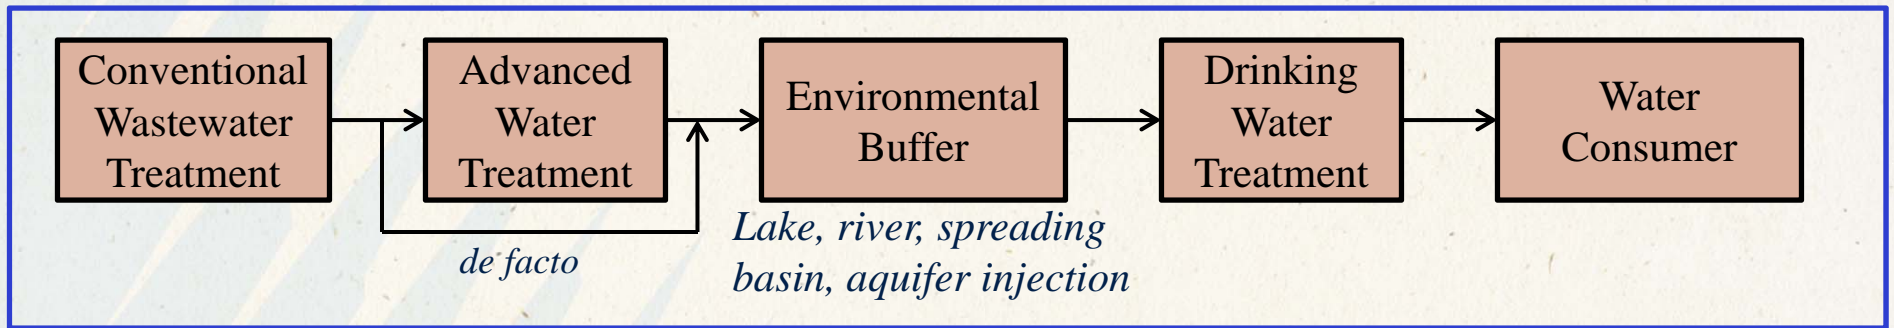 Conventional
Wastewater
Treatment
Advanced
Water
Treatment
Environmental
Buffer
Drinking
Water
Treatment
Water
Consumer
de facto
Lake, river, spreading
basin, aquifer injection